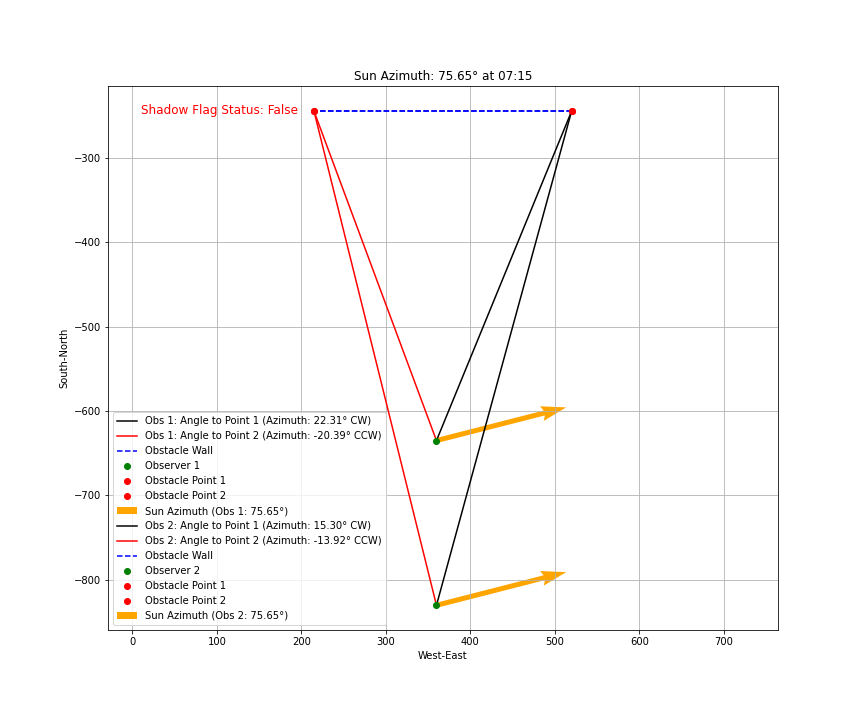 Sun Azimuth: 75.65° at 07:15
Shadow Flag Status: False
South-North
−300
−400
−500
−600
−700
−800
Obs 1: Angle to Point 1 (Azimuth: 22.31° CW)
Obs 1: Angle to Point 2 (Azimuth: -20.39° CCW)
Obstacle Wall
Observer 1
Obstacle Point 1
Obstacle Point 2
Sun Azimuth (Obs 1: 75.65°)
Obs 2: Angle to Point 1 (Azimuth: 15.30° CW)
Obs 2: Angle to Point 2 (Azimuth: -13.92° CCW)
Obstacle Wall
Observer 2
Obstacle Point 1
Obstacle Point 2
Sun Azimuth (Obs 2: 75.65°)
0 100 200 300 400 500 600 700
West-East